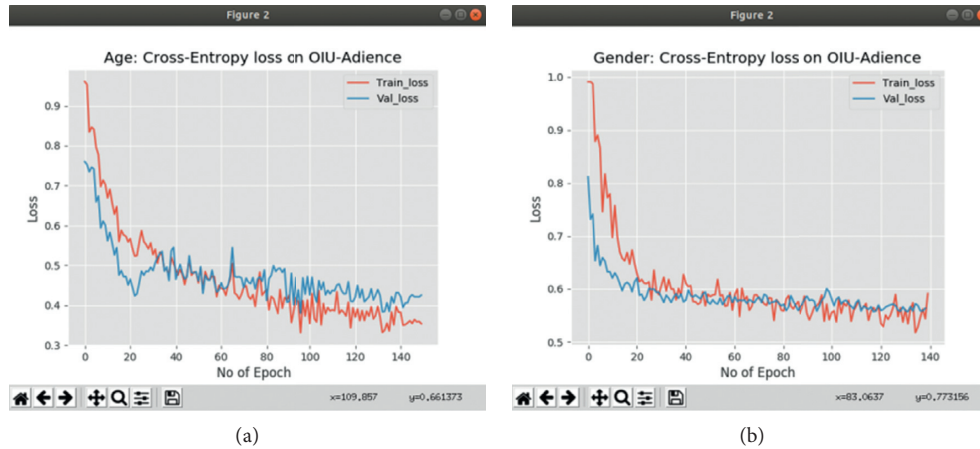 Figure 2
Age: Cross-Entropy loss on OIU-Adience
Train_loss
Val_loss
0.9
0.8
0.7
0.6
0.5
0.4
0.3
Loss
0 20 40 60 80 100 120 140
No of Epoch
x=109.857 y=0.661373
(a)
Figure 2
Gender: Cross-Entropy loss on OIU-Adience
Train_loss
Val_loss
1.0
0.9
0.8
0.7
0.6
0.5
Loss
0 20 40 60 80 100 120 140
No of Epoch
x=83.0637 y=0.773156
(b)